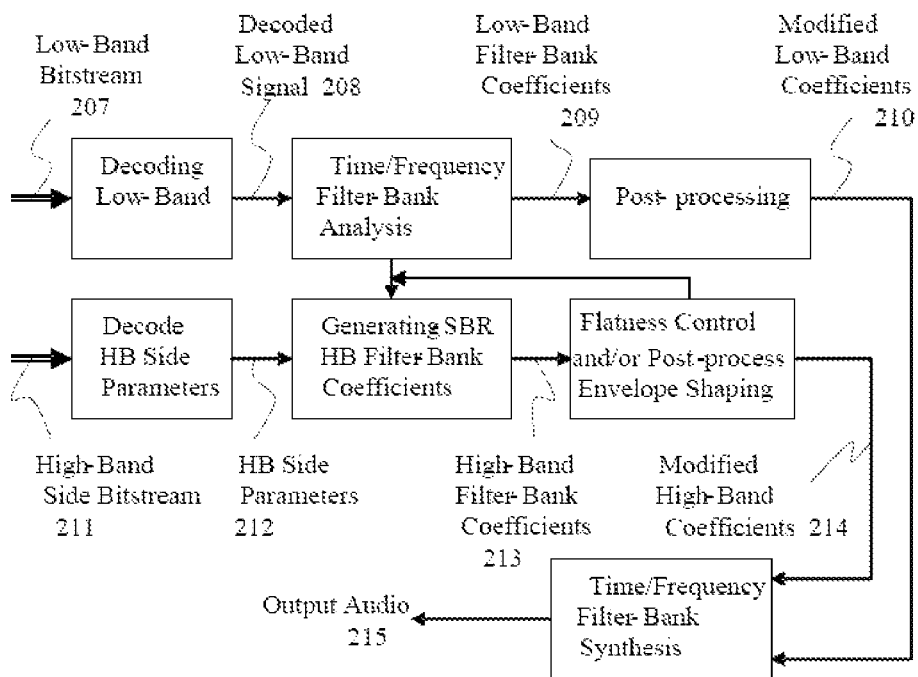 Low-Band
Bitstream
207
Decoded
Low-Band
Signal 208
Low-Band
Filter-Bank
Coefficients
209
Modified
Low-Band
Coefficients
210
Decoding
Low-Band
Time/Frequency
Filter-Bank
Analysis
Post-processing
Decode
HB Side
Parameters
Generating SBR
HB Filter Bank
Coefficients
Flatness Control
and/or Post-process
Envelope Shaping
High-Band
Side Bitstream
211
HB Side
Parameters
212
High-Band
Filter-Bank
Coefficients
213
Modified
High-Band
Coefficients 214
Output Audio
215
Time/Frequency
Filter-Bank
Synthesis